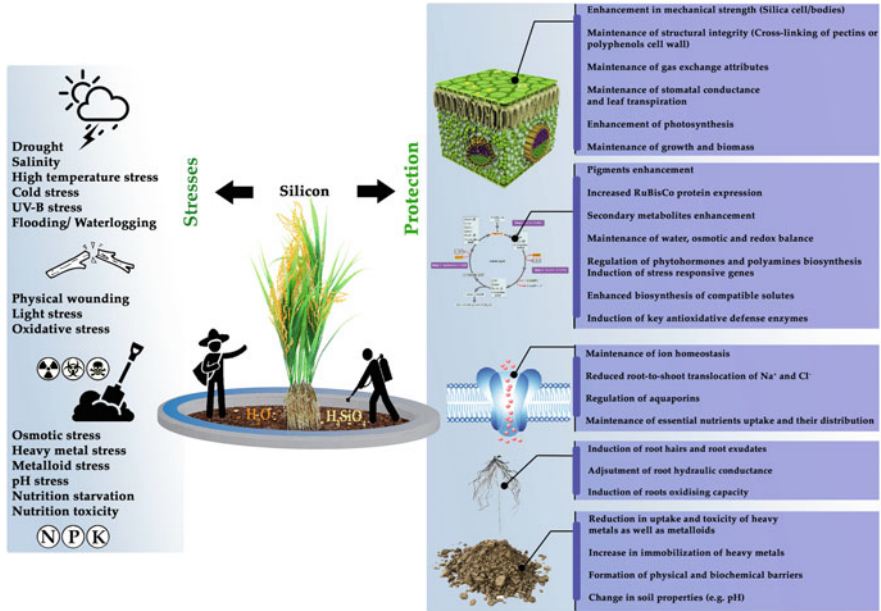 Drought
Salinity
High temperature stress
Cold stress
UV-B stress
Flooding/ Waterlogging
Physical wounding
Light stress
Oxidative stress
Osmotic stress
Heavy metal stress
Metalloid stress
pH stress
Nutrition starvation
Nutrition toxicity
N P K
Stresses
Silicon
Protection
H₂O
H₄SiO₄
Enhancement in mechanical strength (Silica cell/bodies)
Maintenance of structural integrity (Cross-linking of pectins or
polyphenols cell wall)
Maintenance of gas exchange attributes
Maintenance of stomatal conductance
and leaf transpiration
Enhancement of photosynthesis
Maintenance of growth and biomass
Pigments enhancement
Increased RuBisCo protein expression
Secondary metabolites enhancement
Maintenance of water, osmotic and redox balance
Regulation of phytohormones and polyamines biosynthesis
Induction of stress responsive genes
Enhanced biosynthesis of compatible solutes
Induction of key antioxidative defense enzymes
Maintenance of ion homeostasis
Reduced root-to-shoot translocation of Na⁺ and Cl⁻
Regulation of aquaporins
Maintenance of essential nutrients uptake and their distribution
Induction of root hairs and root exudates
Adjsutment of root hydraulic conductance
Induction of roots oxidising capacity
Reduction in uptake and toxicity of heavy
metals as well as metalloids
Increase in immobilization of heavy metals
Formation of physical and biochemical barriers
Change in soil properties (e.g. pH)